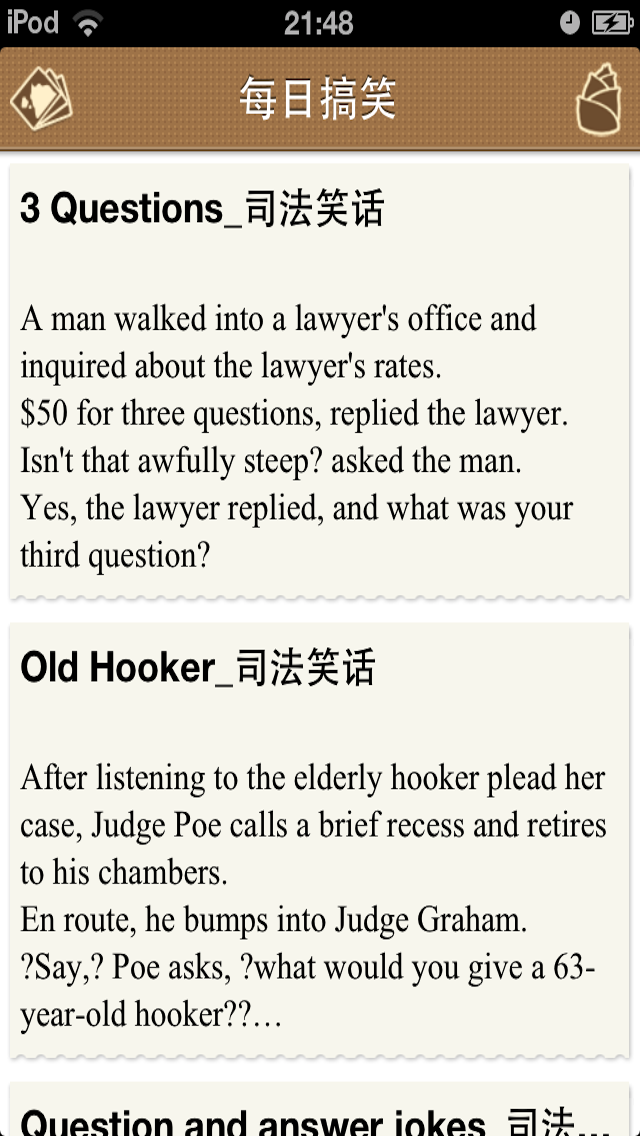 iPod 21:48
每日搞笑
3 Questions_司法笑话
A man walked into a lawyer's office and
inquired about the lawyer's rates.
$50 for three questions, replied the lawyer.
Isn't that awfully steep? asked the man.
Yes, the lawyer replied, and what was your
third question?
Old Hooker_司法笑话
After listening to the elderly hooker plead her
case, Judge Poe calls a brief recess and retires
to his chambers.
En route, he bumps into Judge Graham.
?Say,? Poe asks, ?what would you give a 63-
year-old hooker??…
Question and answer jokes_司法...